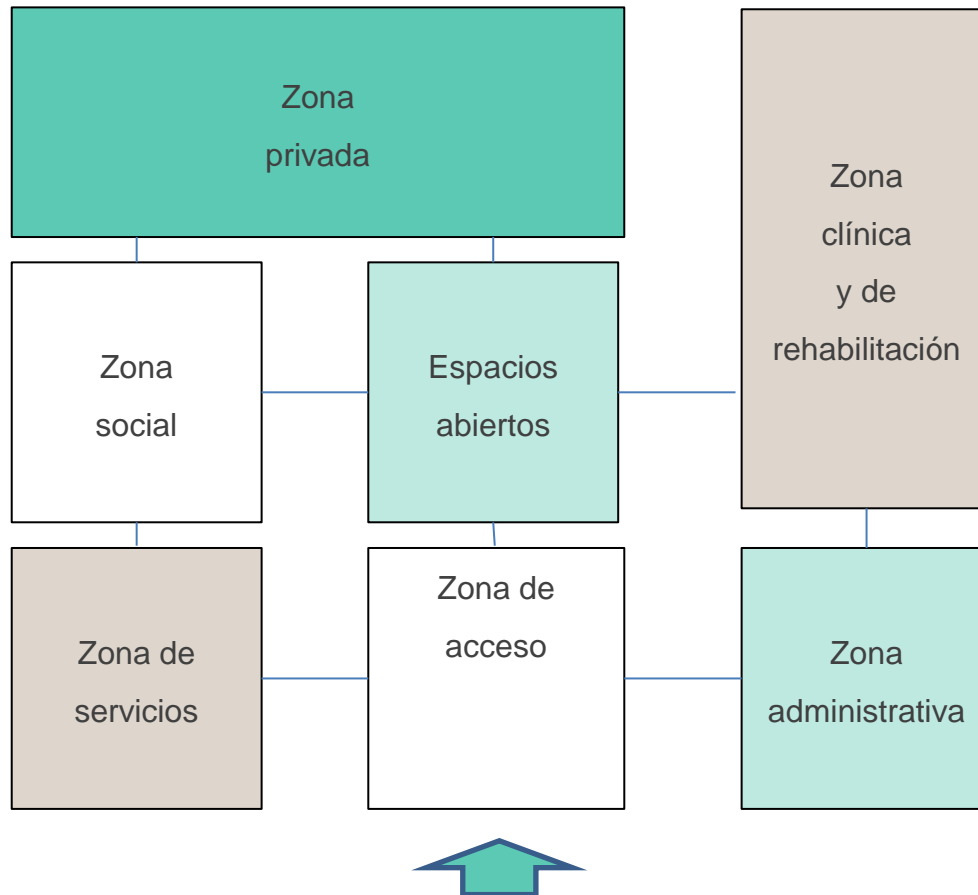 Zona
privada
Zona
clínica
y de
rehabilitación
Zona
social
Espacios
abiertos
Zona de
servicios
Zona de
acceso
Zona
administrativa